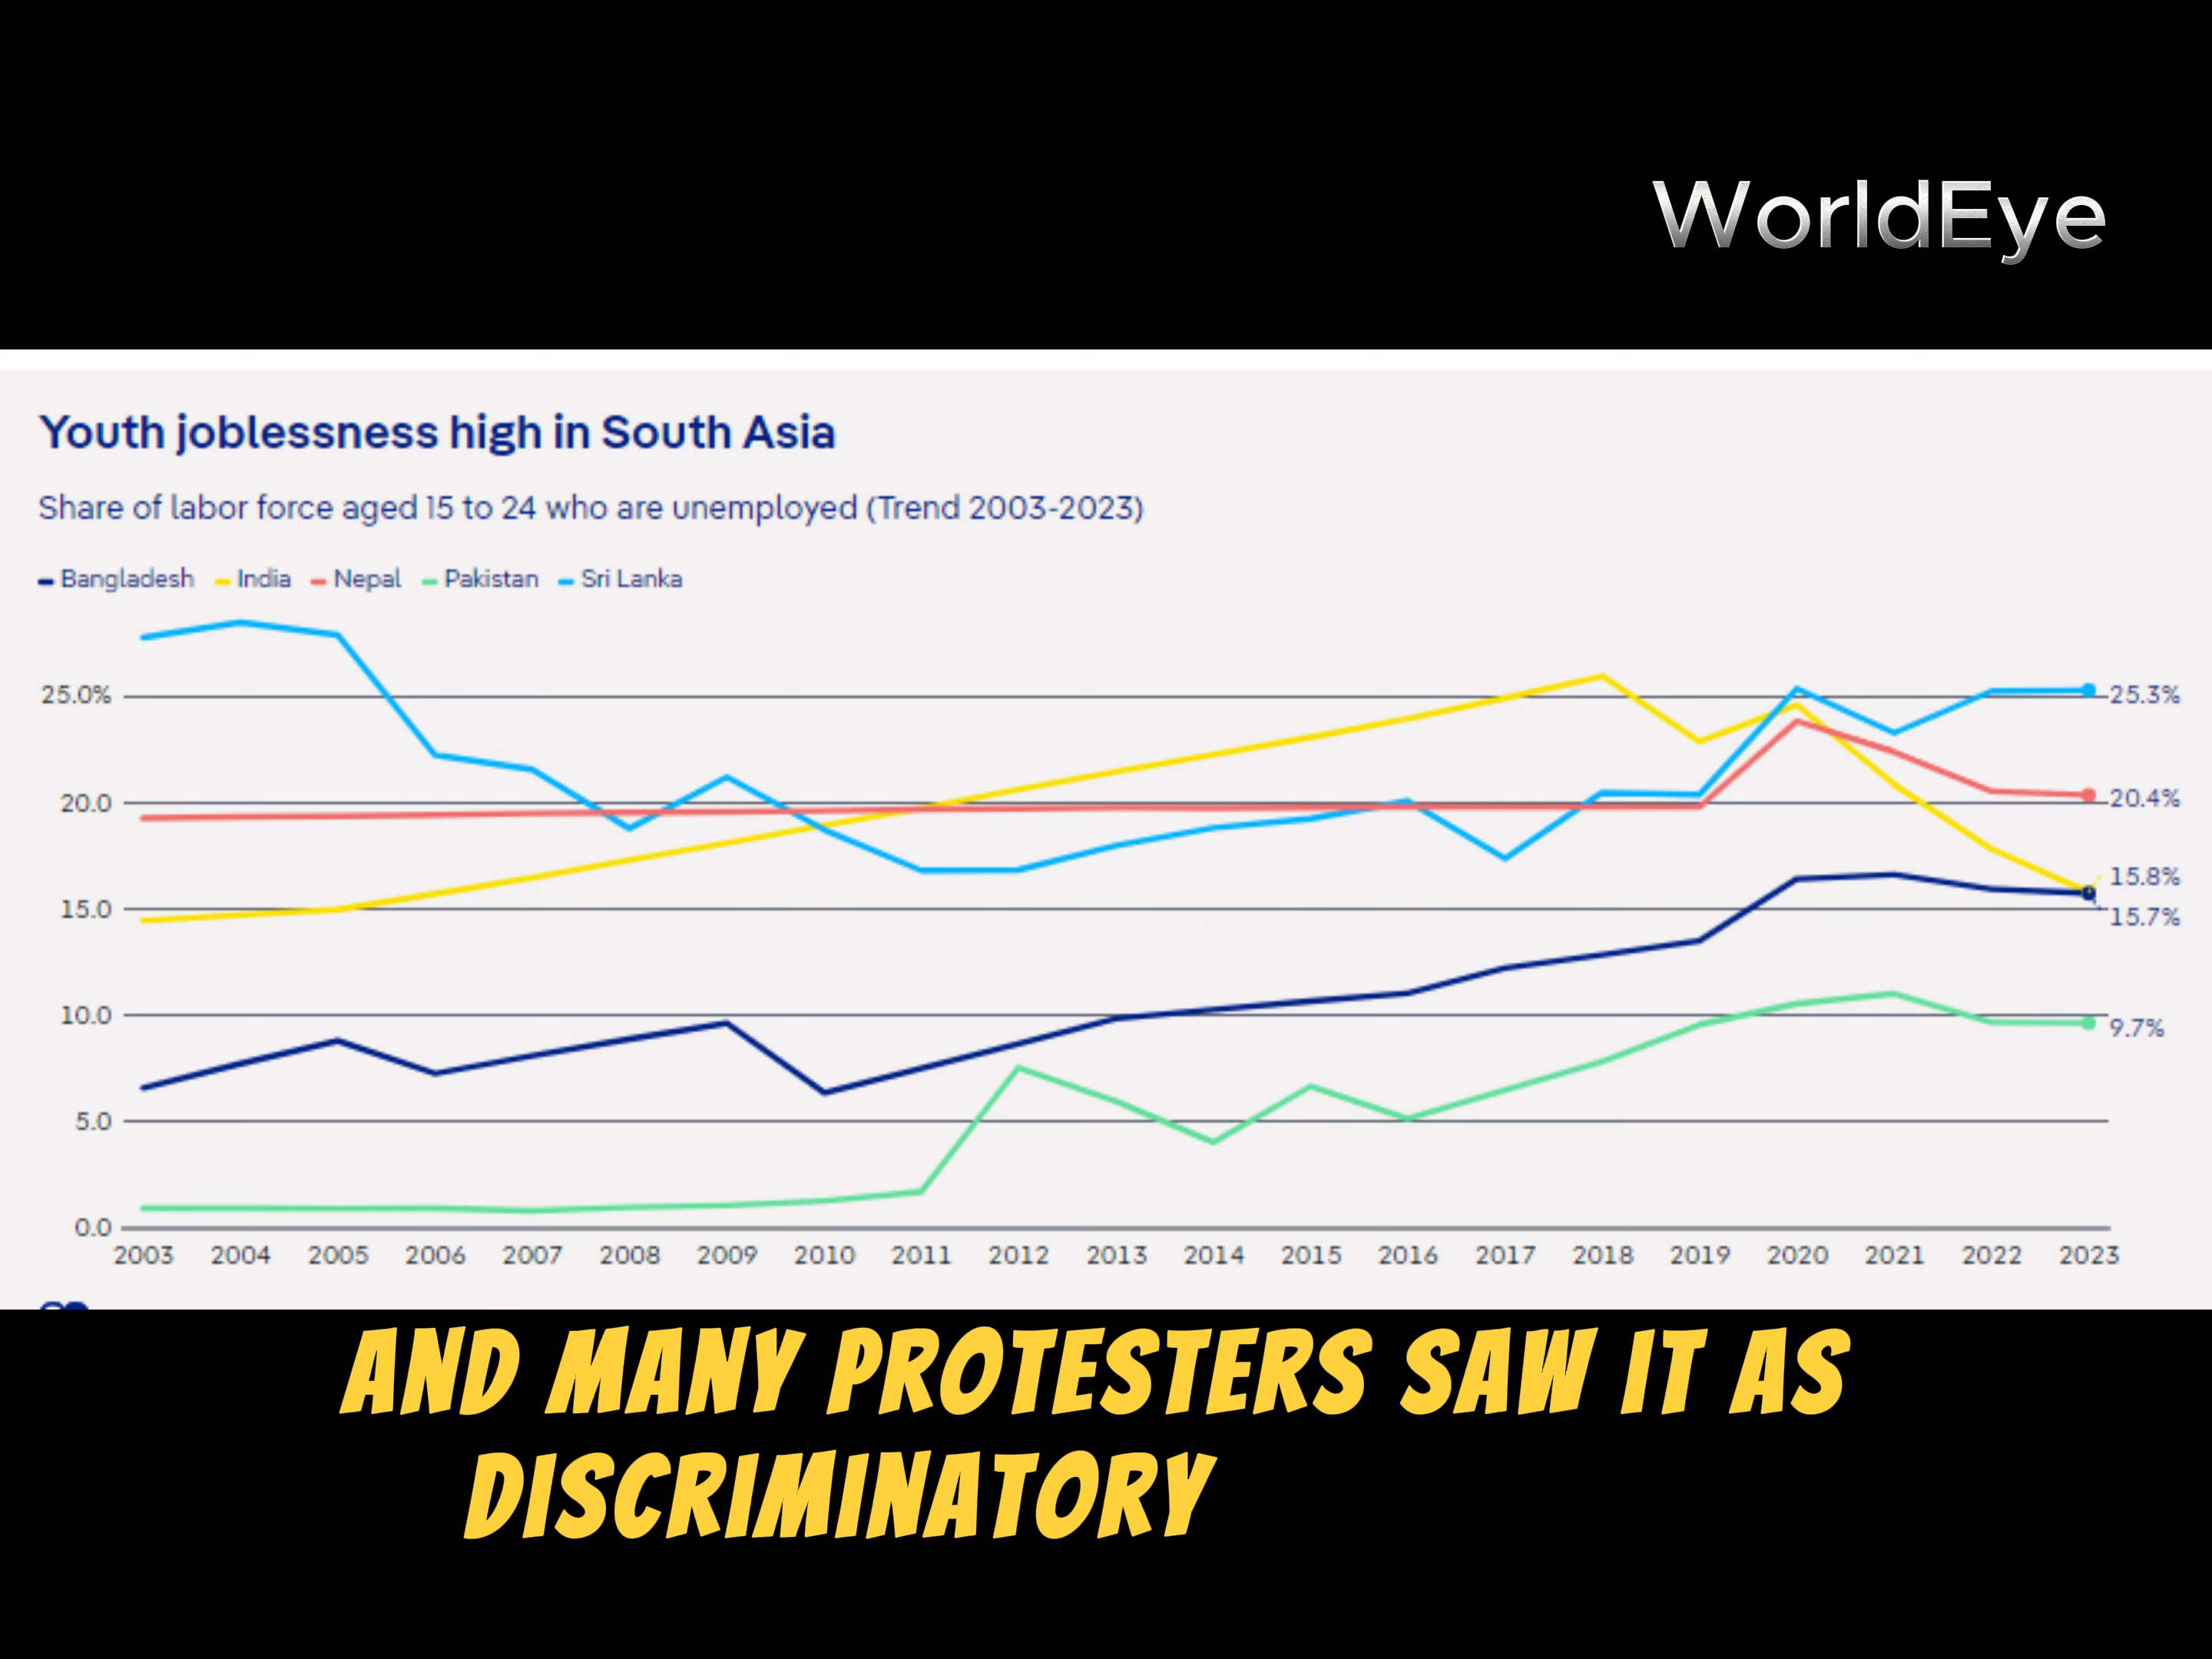 WorldEye
Youth joblessness high in South Asia
Share of labor force aged 15 to 24 who are unemployed (Trend 2003-2023)
Bangladesh India Nepal Pakistan Sri Lanka
25.0%
25.3%
20.0
20.4%
15.8%
15.0
15.7%
10.0
9.7%
5.0
0.0
2003 2004 2005 2006 2007 2008 2009 2010 2011 2012 2013 2014 2015 2016 2017 2018 2019 2020 2021 2022 2023
AND MANY PROTESTERS SAW IT AS
DISCRIMINATORY